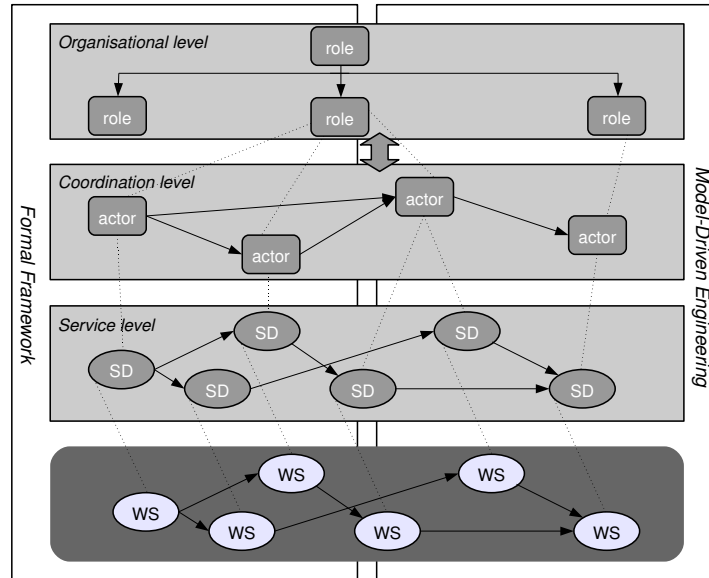 Organisational level
role
role
role
role
Coordination level
actor
actor
actor
actor
Service level
SD
SD
SD
SD
SD
SD
WS
WS
WS
WS
WS
WS
Formal Framework
Model-Driven Engineering